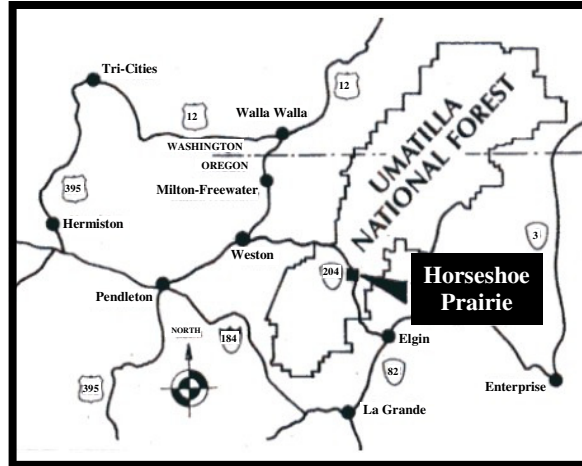 Tri-Cities
12
12
Walla Walla
WASHINGTON
OREGON
UMATILLA
NATIONAL FOREST
Milton-Freewater
395
Hermiston
3
Weston
204
Horseshoe
Prairie
Pendleton
NORTH
184
Elgin
82
395
Enterprise
La Grande